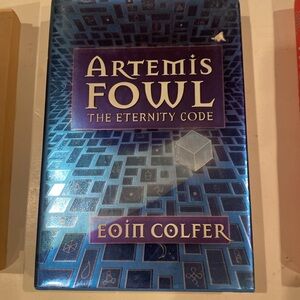 ARTEMIS
FOWL
THE ETERNITY CODE
EOIN COLFER